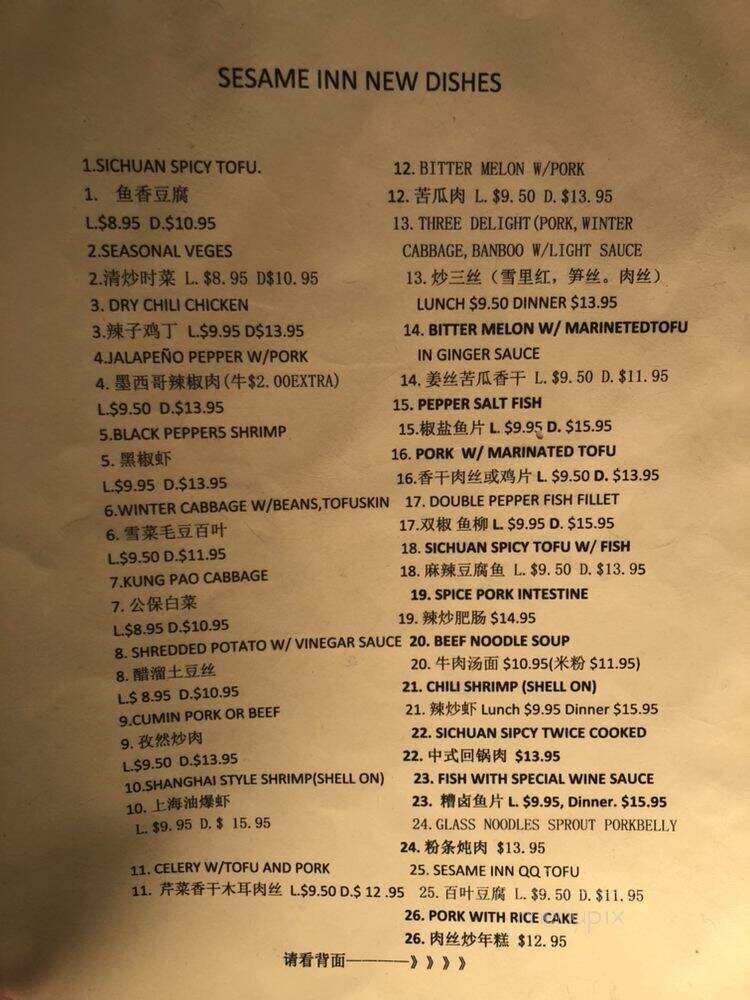 SESAME INN NEW DISHES
1.SICHUAN SPICY TOFU.
1. 鱼香豆腐
L.$8.95 D.$10.95
2.SEASONAL VEGES
2.清炒时菜 L. $8.95 D$10.95
3. DRY CHILI CHICKEN
3.辣子鸡丁 L.$9.95 D$13.95
4.JALAPEÑO PEPPER W/PORK
4. 墨西哥辣椒肉(牛$2.00EXTRA)
L.$9.50 D.$13.95
5.BLACK PEPPER5 SHRIMP
5. 黑椒虾
L.$9.95 D.$13.95
6.WINTER CABBAGE W/BEANS,TOFUSKIN
6. 雪菜毛豆百叶
L.$9.50 D.$11.95
7.KUNG PAO CABBAGE
7. 公保白菜
L.$8.95 D.$10.95
8. SHREDDED POTATO W/ VINEGAR SAUCE
8. 醋溜土豆丝
L.$ 8.95 D.$10.95
9.CUMIN PORK OR BEEF
9. 孜然炒肉
L.$9.50 D.$13.95
10.SHANGHAI STYLE SHRIMP(SHELL ON)
10. 上海油爆虾
L. $9.95 D. $ 15.95
11. CELERY W/TOFU AND PORK
11. 芹菜香干木耳肉丝 L.$9.50 D.$ 12 .95
12. BITTER MELON W/PORK
12. 苦瓜肉 L. $9.50 D. $13.95
13. THREE DELIGHT(PORK,WINTER
CABBAGE,BANBOO W/LIGHT SAUCE
13. 炒三丝（雪里红，笋丝。肉丝）
LUNCH $9.50 DINNER $13.95
14. BITTER MELON W/ MARINETEDTOFU
IN GINGER SAUCE
14. 姜丝苦瓜香干 L. $9.50 D. $11.95
15. PEPPER SALT FISH
15.椒盐鱼片 L. $9.95 D. $15.95
16. PORK W/ MARINATED TOFU
16.香干肉丝或鸡片 L. $9.50 D. $13.95
17. DOUBLE PEPPER FISH FILLET
17.双椒 鱼柳 L. $9.95 D. $15.95
18. SICHUAN SPICY TOFU W/ FISH
18. 麻辣豆腐鱼 L. $9.50 D. $13.95
19. SPICE PORK INTESTINE
19. 辣炒肥肠 $14.95
20. BEEF NOODLE SOUP
20. 牛肉汤面 $10.95(米粉 $11.95)
21. CHILI SHRIMP (SHELL ON)
21. 辣炒虾 Lunch $9.95 Dinner $15.95
22. SICHUAN SIPCY TWICE COOKED
22. 中式回锅肉 $13.95
23. FISH WITH SPECIAL WINE SAUCE
23. 糟卤鱼片 L. $9.95, Dinner. $15.95
24. GLASS NOODLES SPROUT PORKBELLY
24. 粉条炖肉 $13.95
25. SESAME INN QQ TOFU
25. 百叶豆腐 L. $9.50 D. $11.95
26. PORK WITH RICE CAKE
26. 肉丝炒年糕 $12.95
请看背面————》》》》